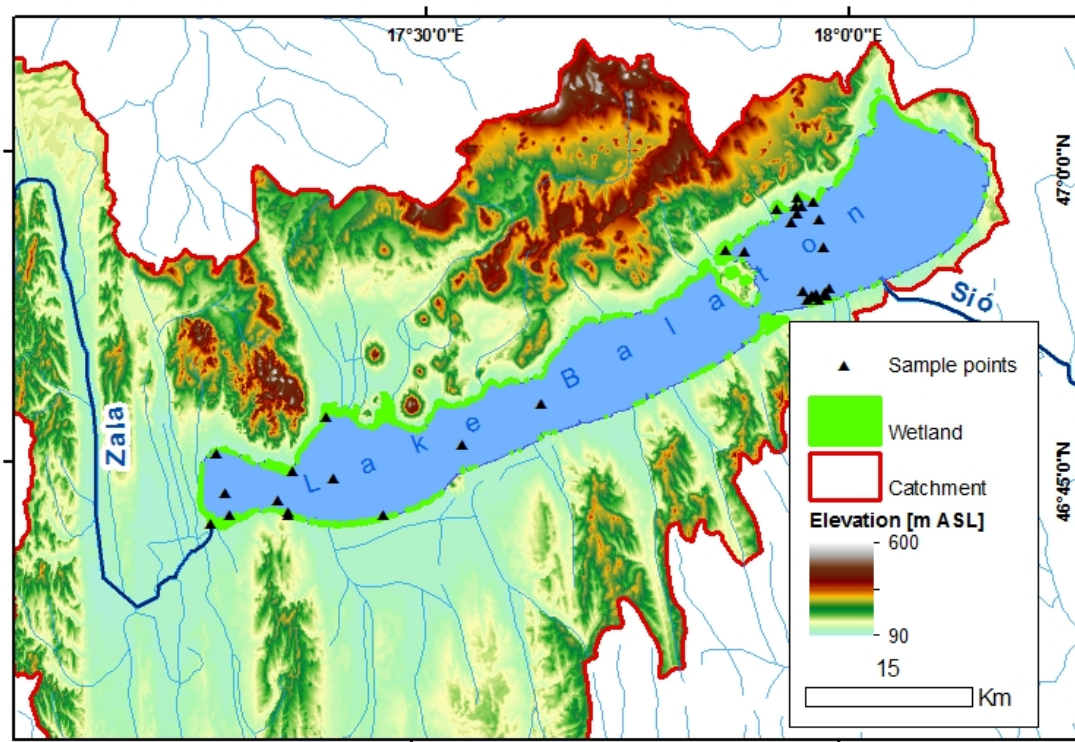 17°30'0"E
18°0'0"E
47°0'0"N
46°45'0"N
Zala
Lake Balaton
Sió
Sample points
Wetland
Catchment
Elevation [m ASL]
600
90
15
Km